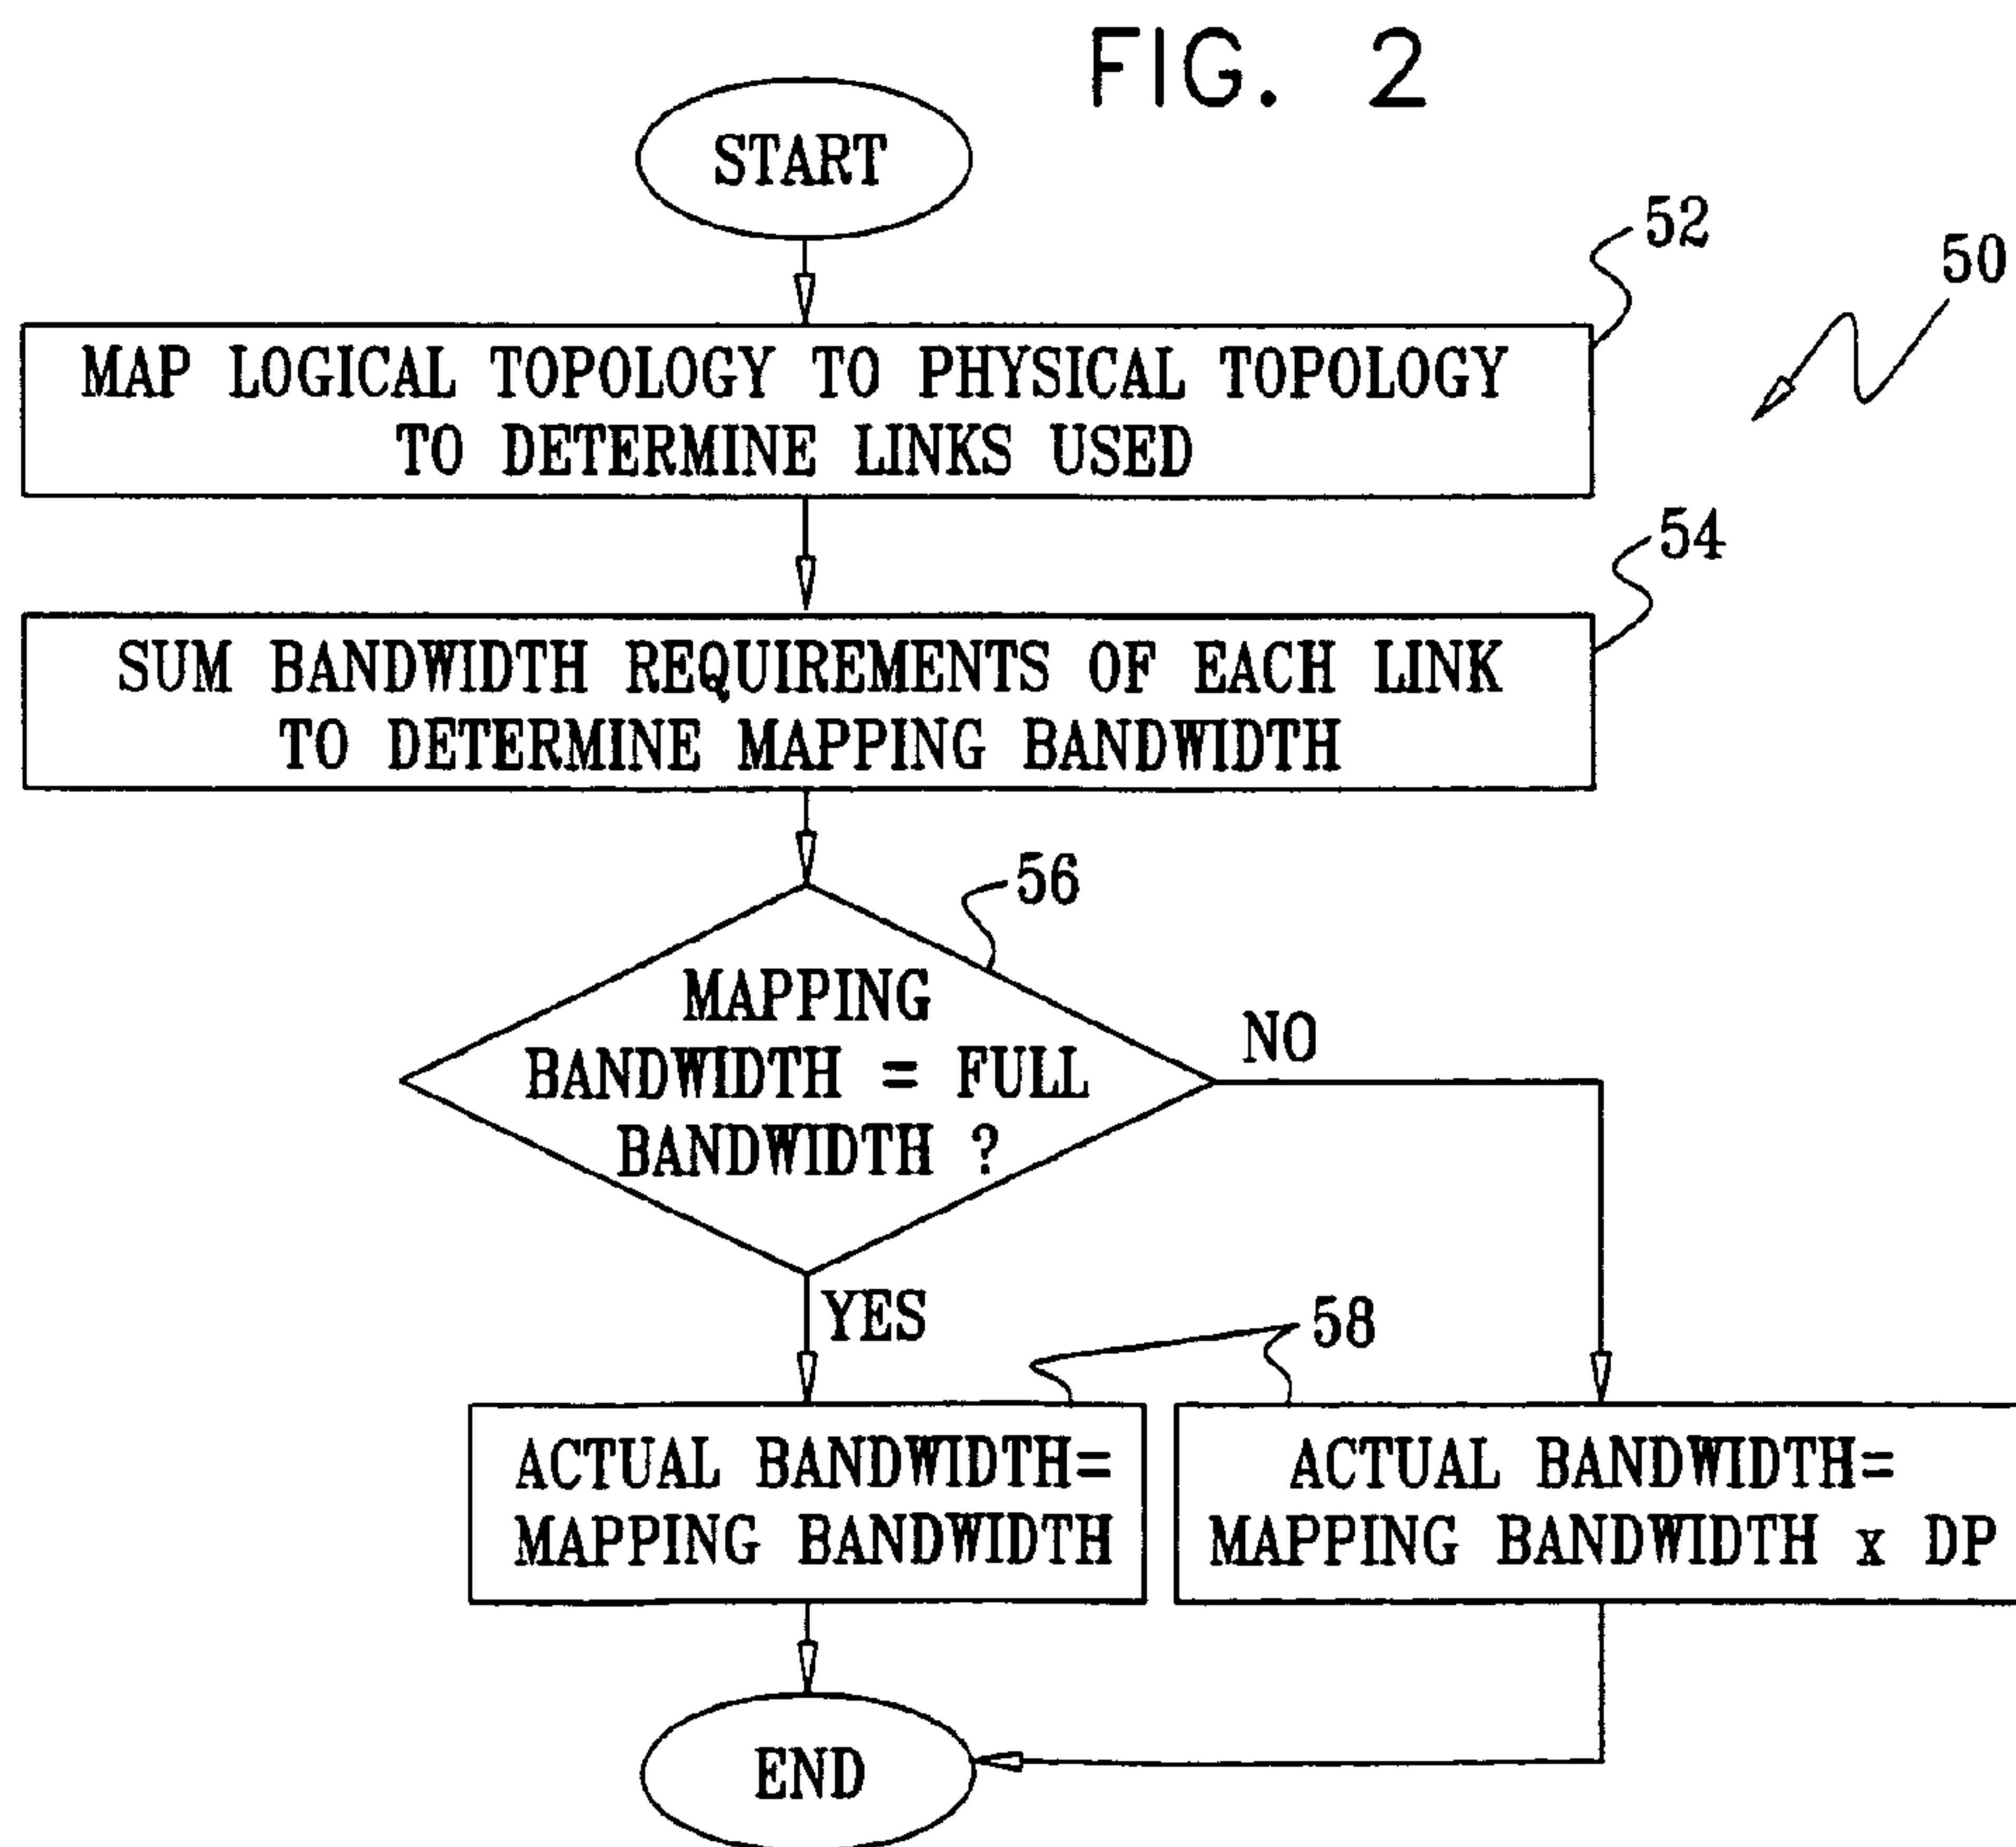 FIG. 2
START
52
50
MAP LOGICAL TOPOLOGY TO PHYSICAL TOPOLOGY
TO DETERMINE LINKS USED
54
SUM BANDWIDTH REQUIREMENTS OF EACH LINK
TO DETERMINE MAPPING BANDWIDTH
56
MAPPING
BANDWIDTH = FULL
BANDWIDTH ?
NO
YES
58
ACTUAL BANDWIDTH=
MAPPING BANDWIDTH
ACTUAL BANDWIDTH=
MAPPING BANDWIDTH x DP
END